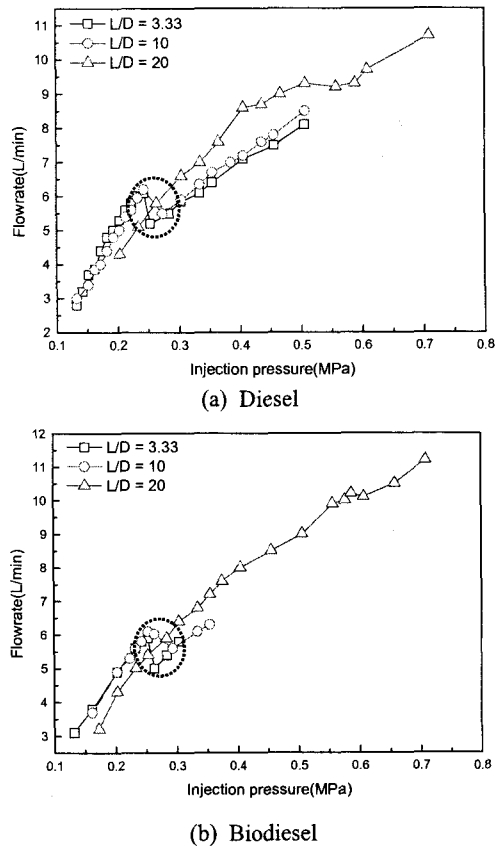 11
10
9
8
7
6
5
4
3
2
L/D = 3.33
L/D = 10
L/D = 20
Flowrate(L/min)
0.1 0.2 0.3 0.4 0.5 0.6 0.7 0.8
Injection pressure(MPa)
(a) Diesel
12
11
10
9
8
7
6
5
4
3
L/D = 3.33
L/D = 10
L/D = 20
Flowrate(L/min)
0.1 0.2 0.3 0.4 0.5 0.6 0.7 0.8
Injection pressure(MPa)
(b) Biodiesel